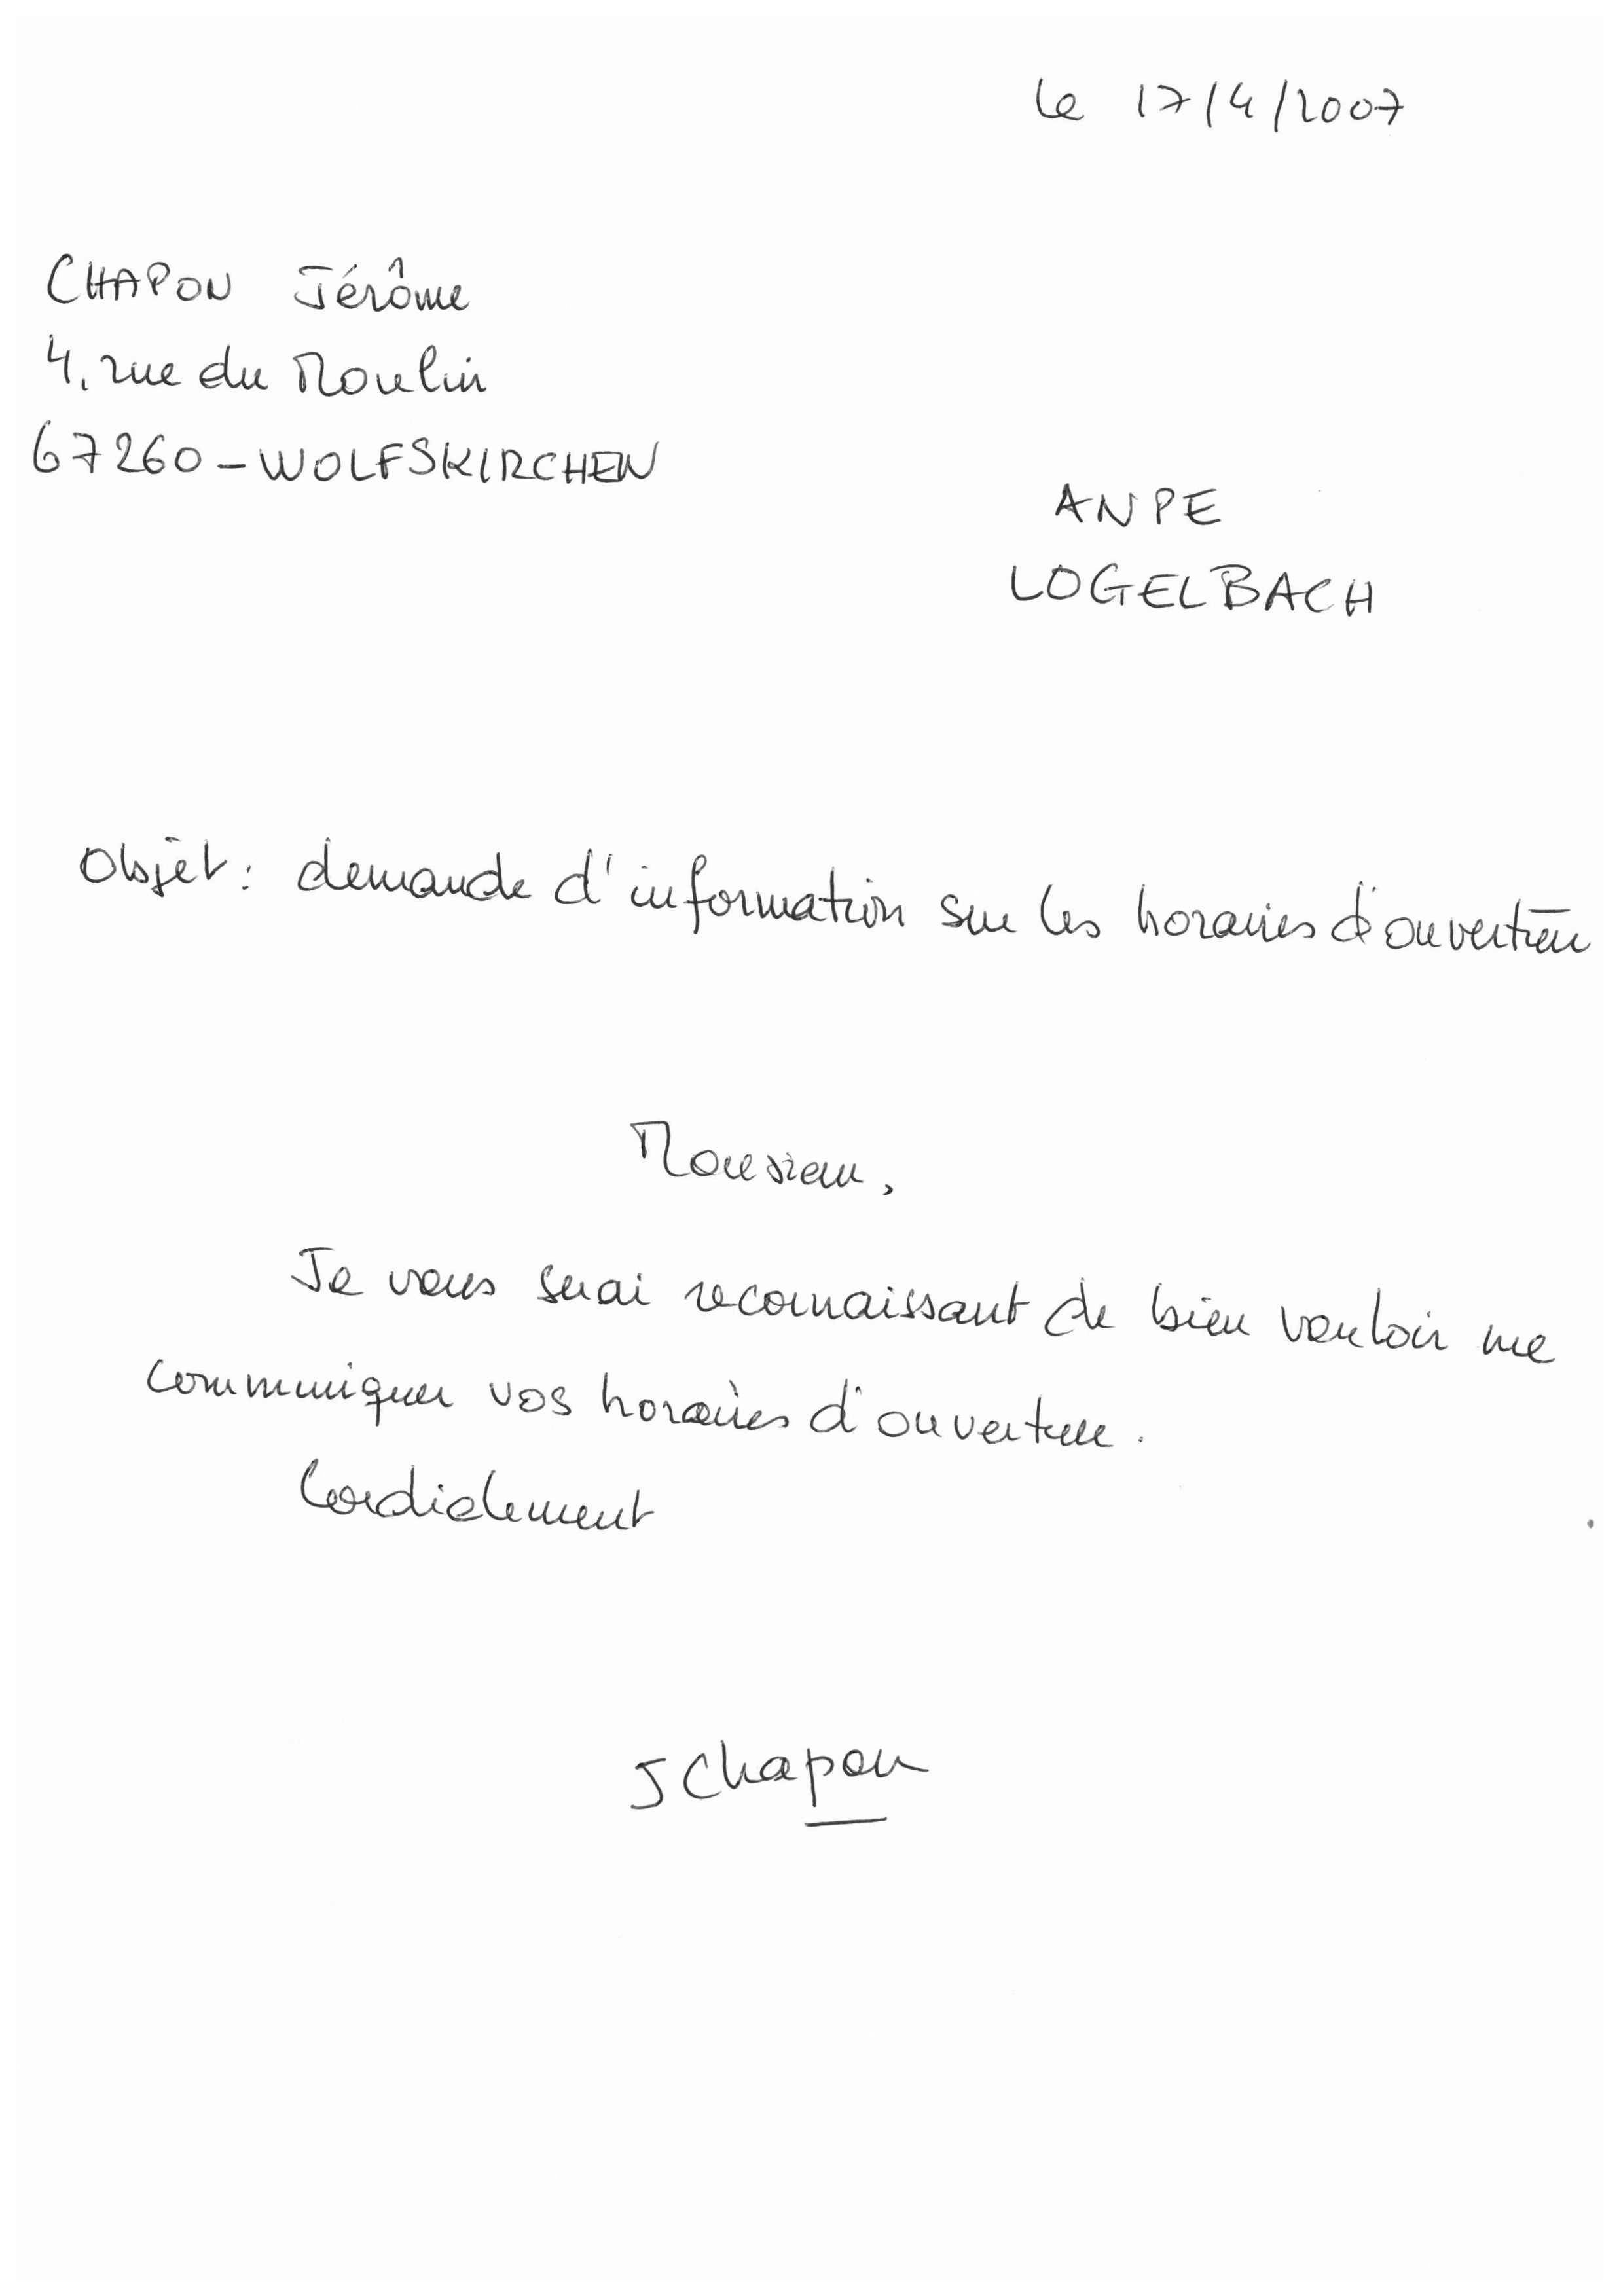 Le 17/4/2007
CHAPON Jérôme
4, rue du Moulin
67260-WOLFSKIRCHEN
ANPE
LOGELBACH
Objet : demande d'information sur les horaires d'ouverture
Monsieur,
Je vous serai reconnaissant de bien vouloir me
communiquer vos horaires d'ouverture.
Cordialement
J Chapon